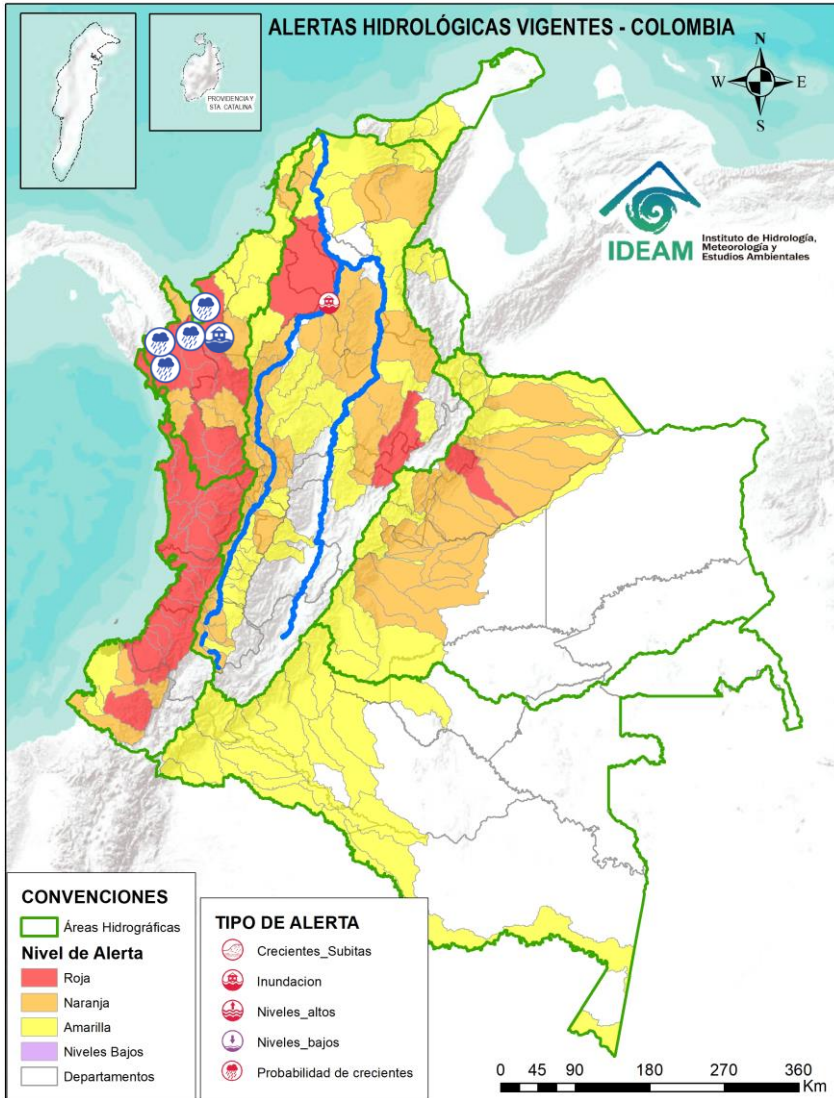 ALERTAS HIDROLÓGICAS VIGENTES - COLOMBIA
PROVIDENCIA Y
STA CATALINA
N
W
E
S
IDEAM
Instituto de Hidrología,
Meteorología y
Estudios Ambientales
CONVENCIONES
Áreas Hidrográficas
Nivel de Alerta
Roja
Naranja
Amarilla
Niveles Bajos
Departamentos
TIPO DE ALERTA
Crecientes_Subitas
Inundacion
Niveles_altos
Niveles_bajos
Probabilidad de crecientes
0 45 90 180 270 360
Km